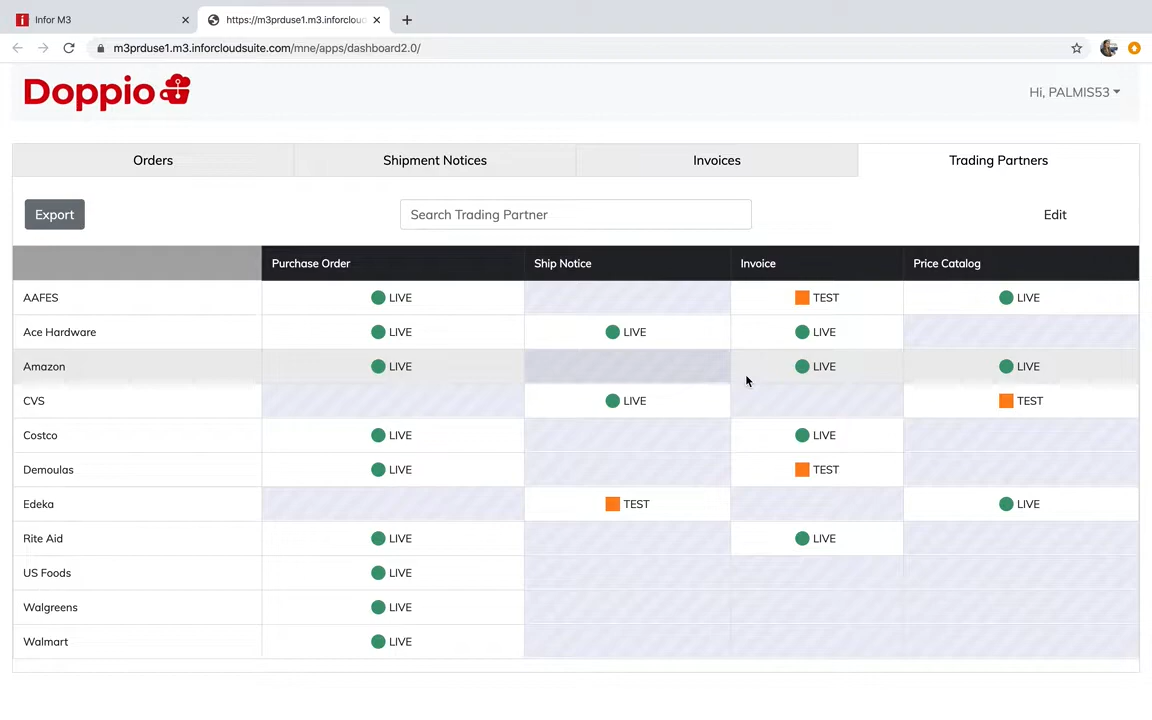 Infor M3
https://m3prduse1.m3.inforcloud
m3prduse1.m3.inforcloudsuite.com/mne/apps/dashboard2.0/
Doppio
Hi, PALMIS53
Orders Shipment Notices Invoices Trading Partners
Export Search Trading Partner Edit
Purchase Order Ship Notice Invoice Price Catalog
AAFES LIVE TEST LIVE
Ace Hardware LIVE LIVE LIVE
Amazon LIVE LIVE LIVE
CVS LIVE TEST
Costco LIVE LIVE
Demoulas LIVE TEST
Edeka TEST LIVE
Rite Aid LIVE LIVE
US Foods LIVE
Walgreens LIVE
Walmart LIVE